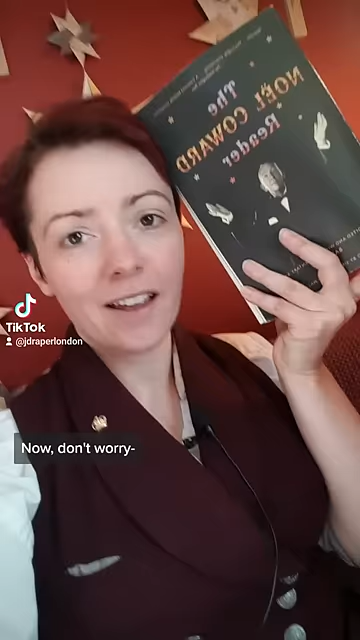 The
NOËL COWARD
Reader
TikTok
@jdraperlondon
Now, don't worry-